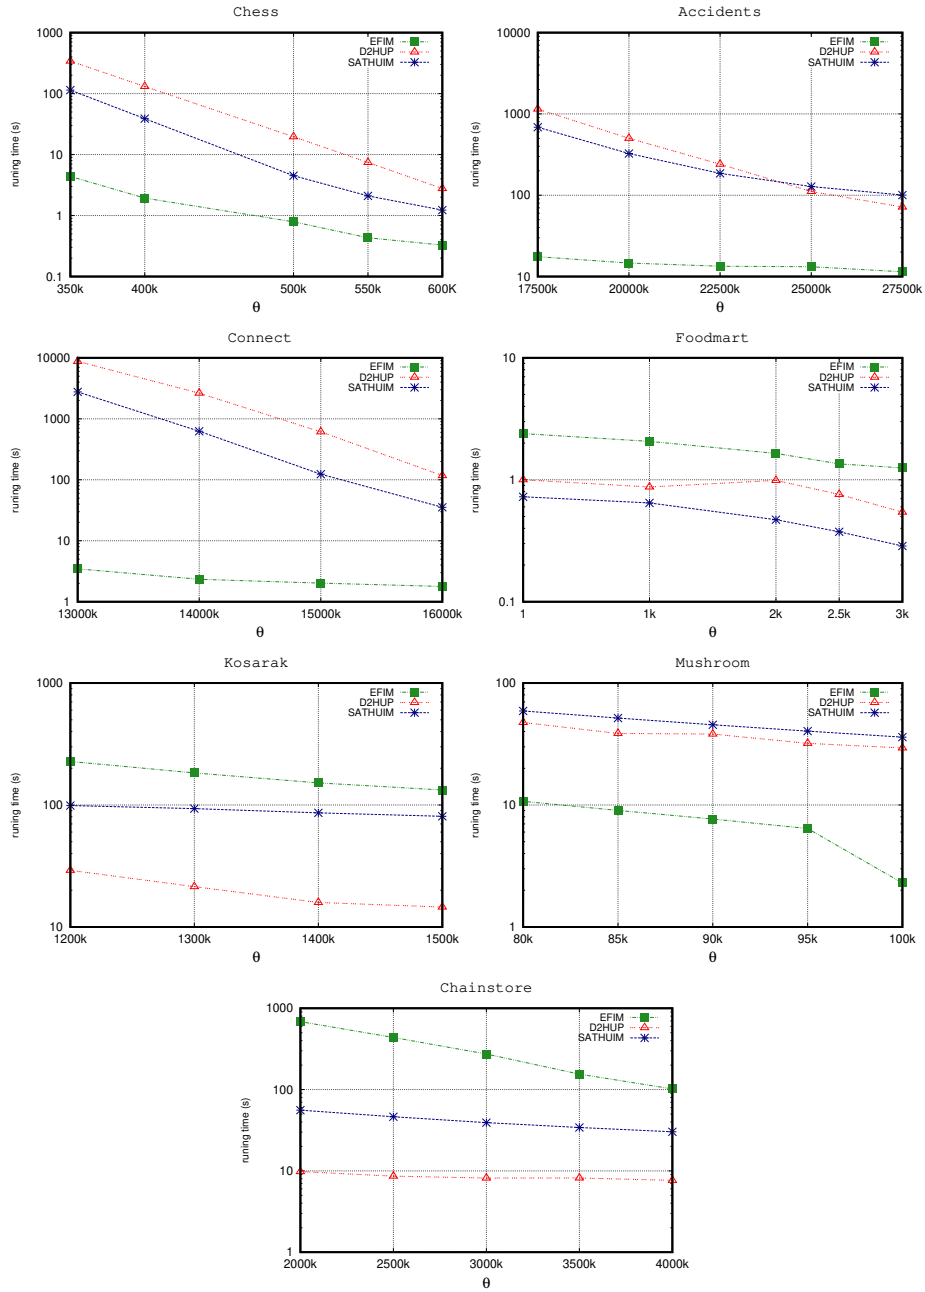 Chess
1000
100
10
1
0.1
runing time (s)
EFIM
D2HUP
SATHUIM
350k 400k 500k 550k 600K
θ
Accidents
10000
1000
100
10
runing time (s)
EFIM
D2HUP
SATHUIM
17500k 20000k 22500k 25000k 27500k
θ
Connect
10000
1000
100
10
1
runing time (s)
EFIM
D2HUP
SATHUIM
13000k 14000k 15000k 16000k
θ
Foodmart
10
1
0.1
runing time (s)
EFIM
D2HUP
SATHUIM
1 1k 2k 2.5k 3k
θ
Kosarak
1000
100
10
runing time (s)
EFIM
D2HUP
SATHUIM
1200k 1300k 1400k 1500k
θ
Mushroom
100
10
1
runing time (s)
EFIM
D2HUP
SATHUIM
80k 85k 90k 95k 100k
θ
Chainstore
1000
100
10
1
runing time (s)
EFIM
D2HUP
SATHUIM
2000k 2500k 3000k 3500k 4000k
θ